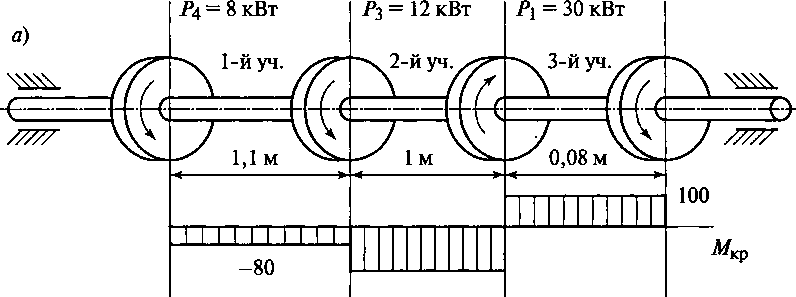 P₄ = 8 кВт P₃ = 12 кВт P₁ = 30 кВт
а)
1-й уч. 2-й уч. 3-й уч.
1,1 м 1 м 0,08 м
100
Mкр
–80